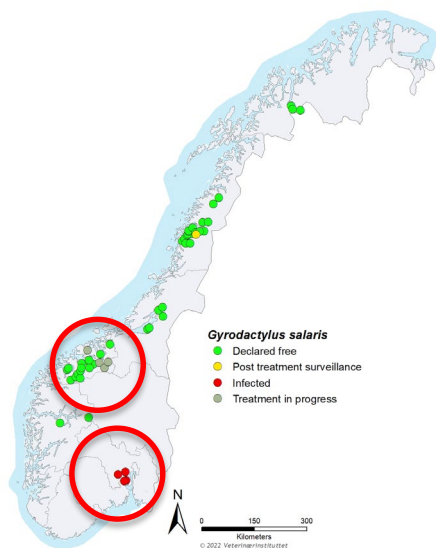 Gyrodactylus salaris
Declared free
Post treatment surveillance
Infected
Treatment in progress
N
0 150 300
Kilometers
© 2022 Veterinærinstituttet